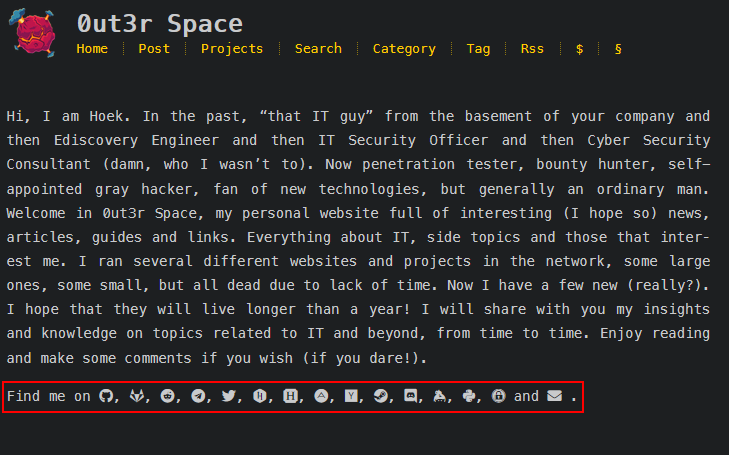 0ut3r Space
Home Post Projects Search Category Tag Rss $ §
Hi, I am Hoek. In the past, “that IT guy” from the basement of your company and
then Ediscovery Engineer and then IT Security Officer and then Cyber Security
Consultant (damn, who I wasn’t to). Now penetration tester, bounty hunter, self-
appointed gray hacker, fan of new technologies, but generally an ordinary man.
Welcome in 0ut3r Space, my personal website full of interesting (I hope so) news,
articles, guides and links. Everything about IT, side topics and those that inter-
est me. I ran several different websites and projects in the network, some large
ones, some small, but all dead due to lack of time. Now I have a few new (really?).
I hope that they will live longer than a year! I will share with you my insights
and knowledge on topics related to IT and beyond, from time to time. Enjoy reading
and make some comments if you wish (if you dare!).
Find me on , , , , , , , , , , , , , and .